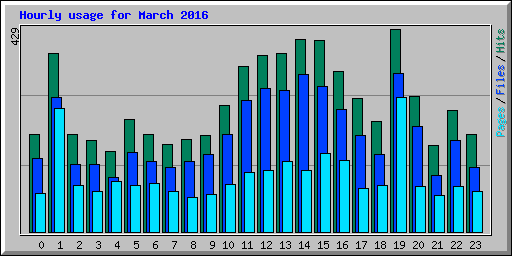 Hourly usage for March 2016
429
Pages/Files/Hits
0 1 2 3 4 5 6 7 8 9 10 11 12 13 14 15 16 17 18 19 20 21 22 23